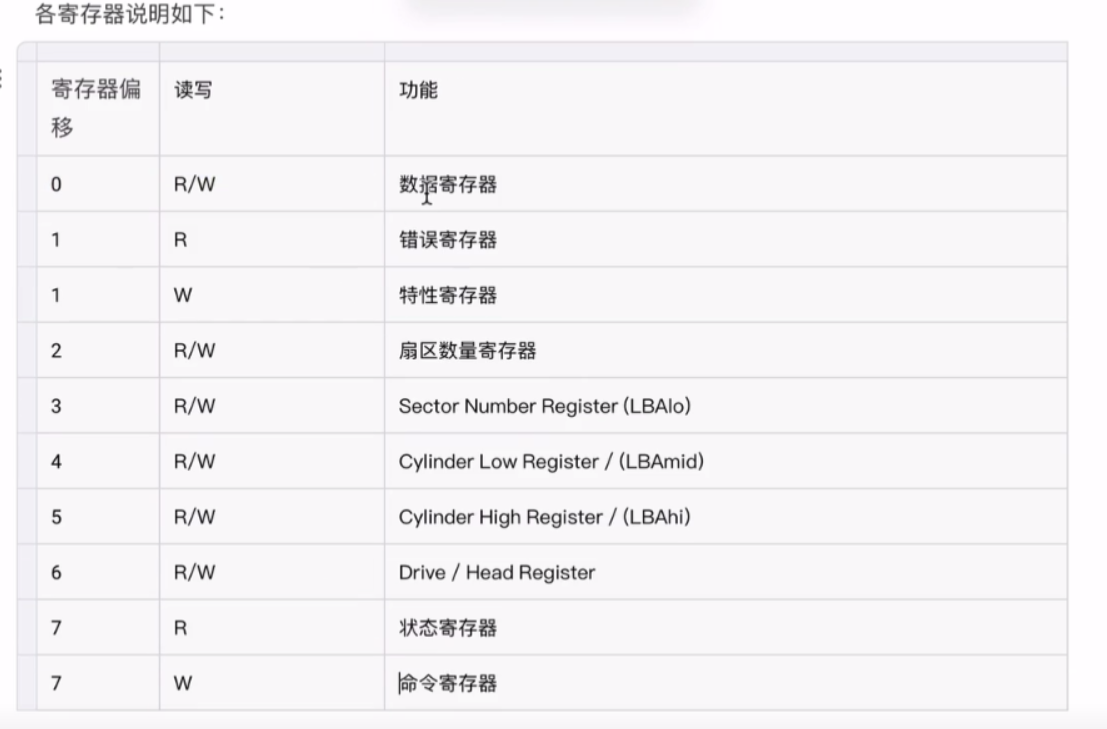 各寄存器说明如下：
寄存器偏移 读写 功能
0 R/W 数据寄存器
1 R 错误寄存器
1 W 特性寄存器
2 R/W 扇区数量寄存器
3 R/W Sector Number Register (LBAlo)
4 R/W Cylinder Low Register / (LBAmid)
5 R/W Cylinder High Register / (LBAhi)
6 R/W Drive / Head Register
7 R 状态寄存器
7 W 命令寄存器